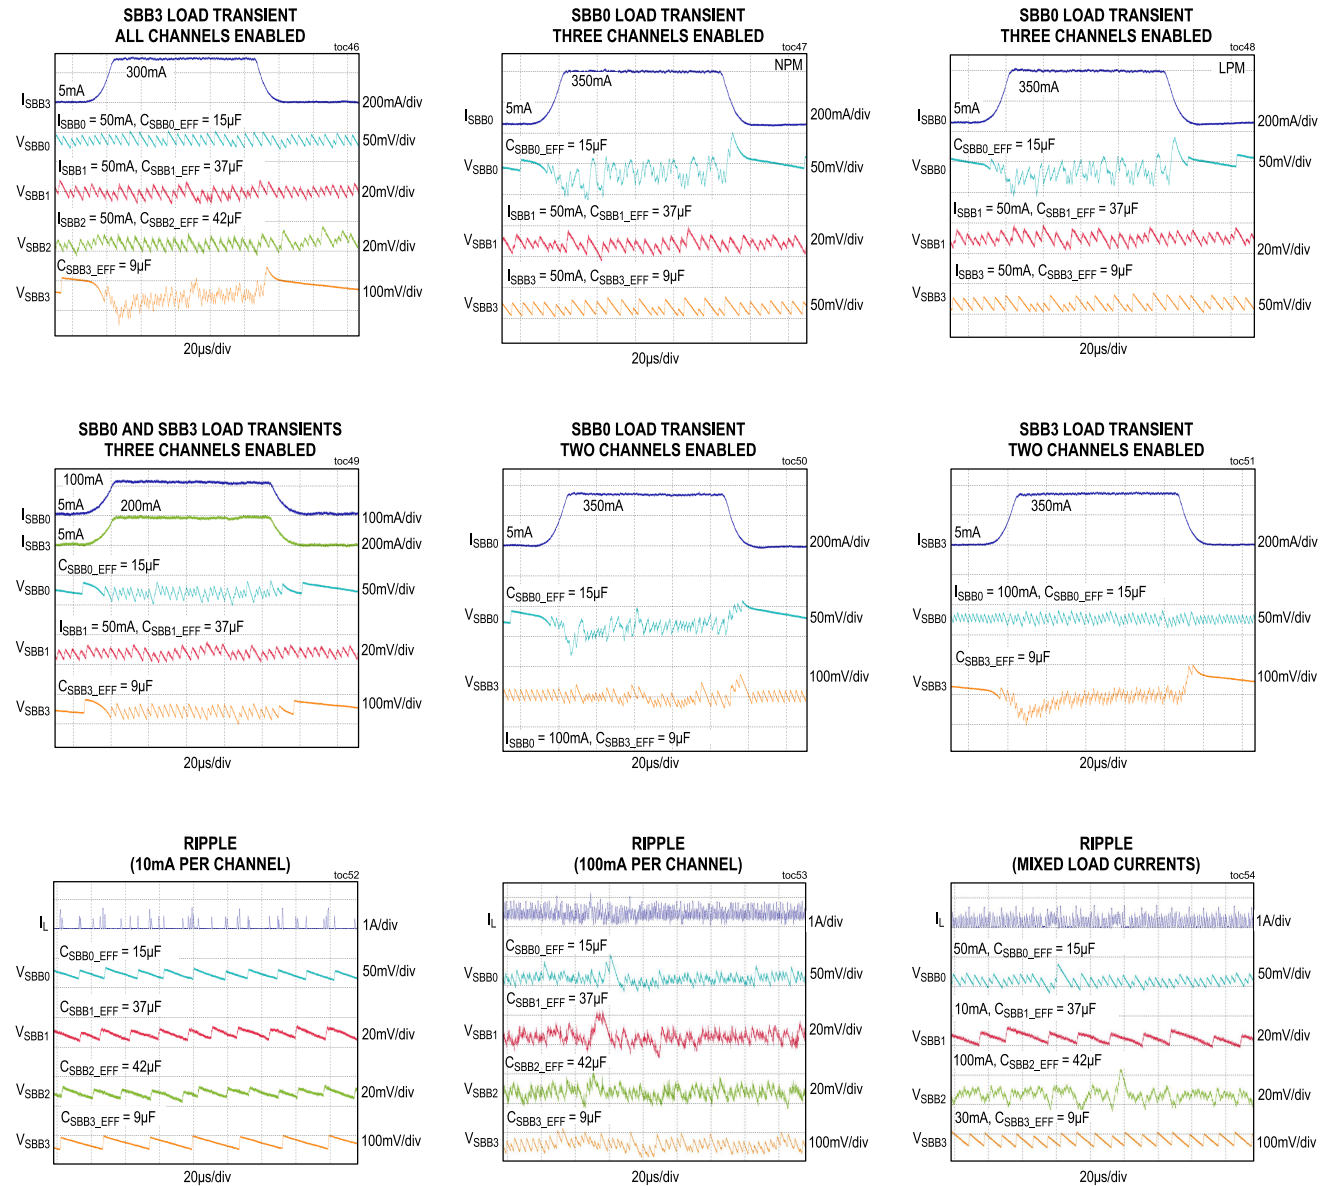 SBB3 LOAD TRANSIENT
ALL CHANNELS ENABLED
toc46
300mA
5mA
ISBB3
200mA/div
ISBB0 = 50mA, CSBB0_EFF = 15µF
VSBB0
50mV/div
ISBB1 = 50mA, CSBB1_EFF = 37µF
VSBB1
20mV/div
ISBB2 = 50mA, CSBB2_EFF = 42µF
VSBB2
20mV/div
CSBB3_EFF = 9µF
VSBB3
100mV/div
20µs/div
SBB0 LOAD TRANSIENT
THREE CHANNELS ENABLED
toc47
NPM
350mA
5mA
ISBB0
200mA/div
CSBB0_EFF = 15µF
VSBB0
50mV/div
ISBB1 = 50mA, CSBB1_EFF = 37µF
VSBB1
20mV/div
ISBB3 = 50mA, CSBB3_EFF = 9µF
VSBB3
50mV/div
20µs/div
SBB0 LOAD TRANSIENT
THREE CHANNELS ENABLED
toc48
LPM
350mA
5mA
ISBB0
200mA/div
CSBB0_EFF = 15µF
VSBB0
50mV/div
ISBB1 = 50mA, CSBB1_EFF = 37µF
VSBB1
20mV/div
ISBB3 = 50mA, CSBB3_EFF = 9µF
VSBB3
50mV/div
20µs/div
SBB0 AND SBB3 LOAD TRANSIENTS
THREE CHANNELS ENABLED
toc49
100mA
5mA
200mA
ISBB0
100mA/div
5mA
ISBB3
200mA/div
CSBB0_EFF = 15µF
VSBB0
50mV/div
ISBB1 = 50mA, CSBB1_EFF = 37µF
VSBB1
20mV/div
CSBB3_EFF = 9µF
VSBB3
100mV/div
20µs/div
SBB0 LOAD TRANSIENT
TWO CHANNELS ENABLED
toc50
350mA
5mA
ISBB0
200mA/div
CSBB0_EFF = 15µF
VSBB0
50mV/div
VSBB3
100mV/div
ISBB0 = 100mA, CSBB3_EFF = 9µF
20µs/div
SBB3 LOAD TRANSIENT
TWO CHANNELS ENABLED
toc51
350mA
5mA
ISBB3
200mA/div
ISBB0 = 100mA, CSBB0_EFF = 15µF
VSBB0
50mV/div
CSBB3_EFF = 9µF
VSBB3
100mV/div
20µs/div
RIPPLE
(10mA PER CHANNEL)
toc52
IL
1A/div
CSBB0_EFF = 15µF
VSBB0
50mV/div
CSBB1_EFF = 37µF
VSBB1
20mV/div
CSBB2_EFF = 42µF
VSBB2
20mV/div
CSBB3_EFF = 9µF
VSBB3
100mV/div
20µs/div
RIPPLE
(100mA PER CHANNEL)
toc53
IL
1A/div
CSBB0_EFF = 15µF
VSBB0
50mV/div
CSBB1_EFF = 37µF
VSBB1
20mV/div
CSBB2_EFF = 42µF
VSBB2
20mV/div
CSBB3_EFF = 9µF
VSBB3
100mV/div
20µs/div
RIPPLE
(MIXED LOAD CURRENTS)
toc54
IL
1A/div
50mA, CSBB0_EFF = 15µF
VSBB0
50mV/div
10mA, CSBB1_EFF = 37µF
VSBB1
20mV/div
100mA, CSBB2_EFF = 42µF
VSBB2
20mV/div
30mA, CSBB3_EFF = 9µF
VSBB3
100mV/div
20µs/div